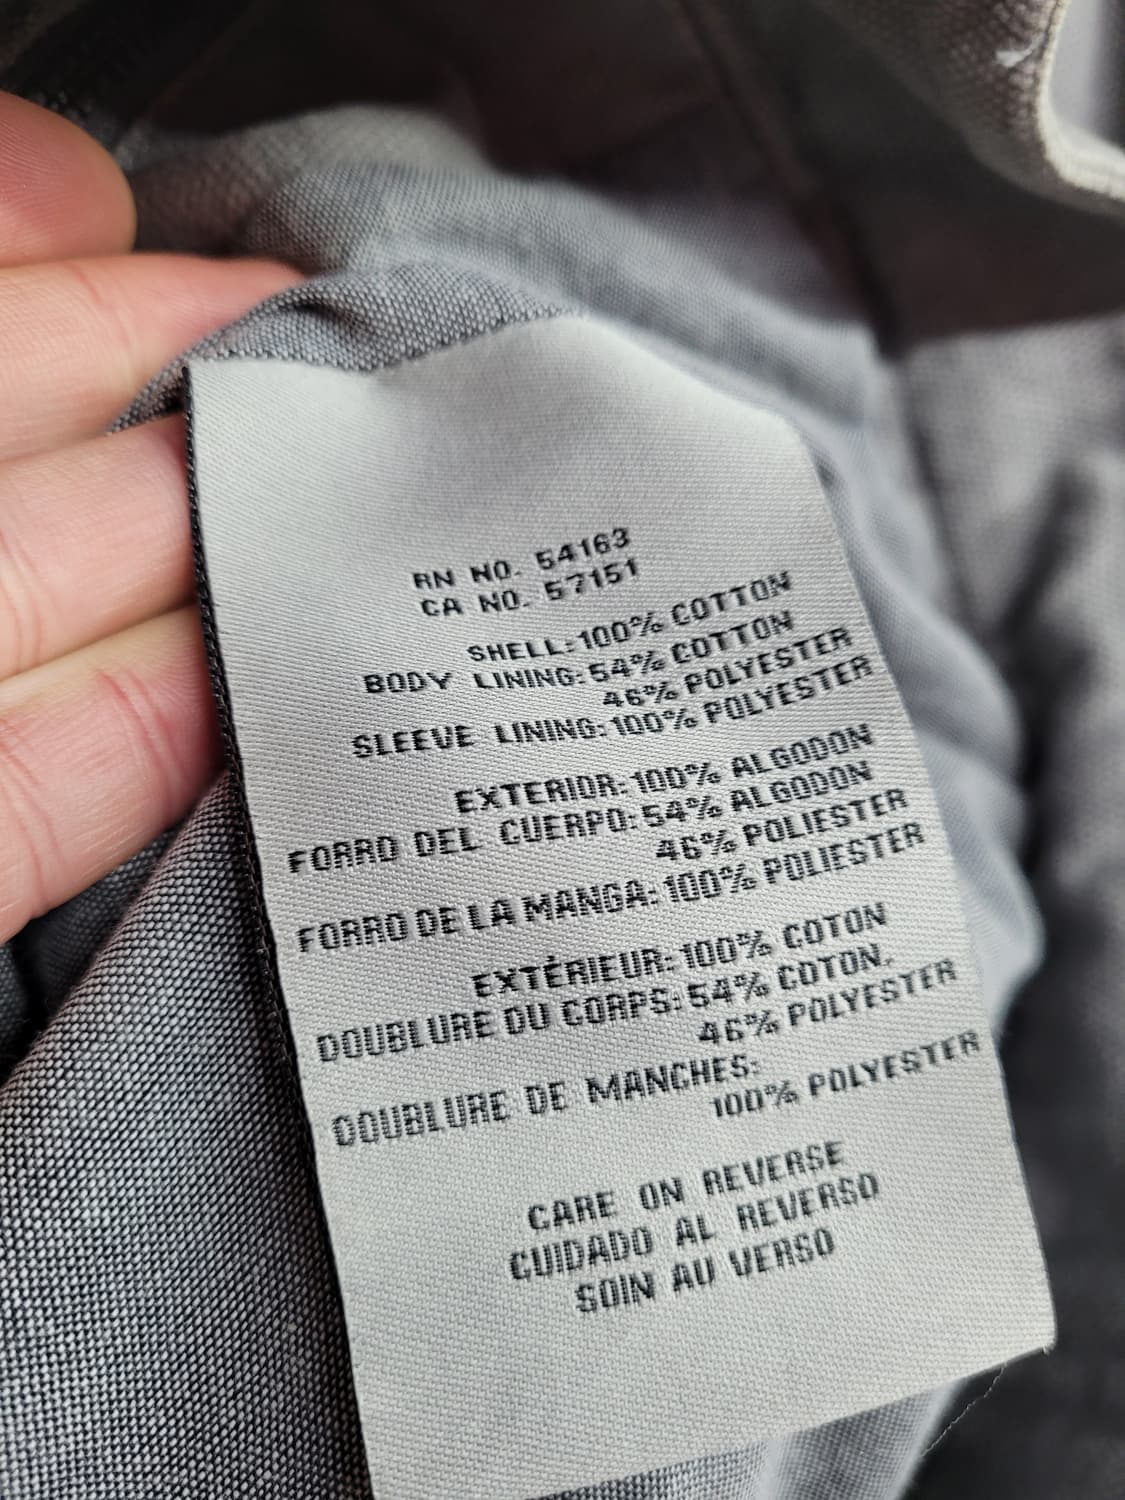 RN NO. 54163
CA NO. 57151
SHELL:100% COTTON
BODY LINING:54% COTTON
46% POLYESTER
SLEEVE LINING:100% POLYESTER
EXTERIOR:100% ALGODON
FORRO DEL CUERPO:54% ALGODON
46% POLIESTER
FORRO DE LA MANGA:100% POLIESTER
EXTÉRIEUR:100% COTON
DOUBLURE DU CORPS:54% COTON.
46% POLYESTER
DOUBLURE DE MANCHES:
100% POLYESTER
CARE ON REVERSE
CUIDADO AL REVERSO
SOIN AU VERSO